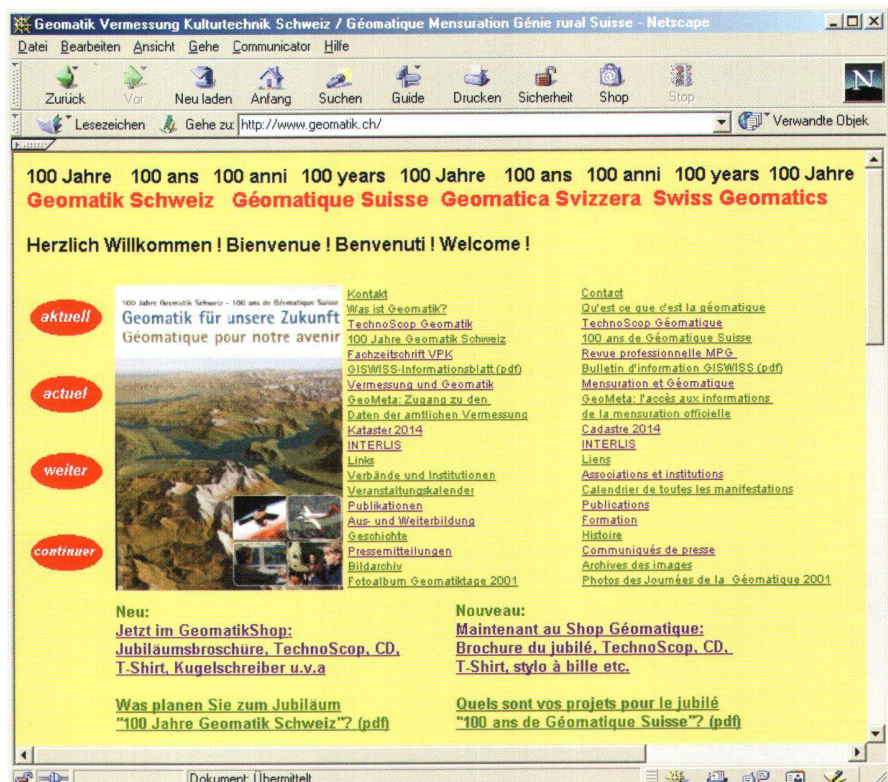 Geomatik Vermessung Kulturtechnik Schweiz / Géomatique Mensuration Génie rural Suisse - Netscape
Datei Bearbeiten Ansicht Gehe Communicator Hilfe
Zurück Vor Neu laden Anfang Suchen Guide Drucken Sicherheit Shop Stop
N
Lesezeichen Gehe zu: http://www.geomatik.ch/ Verwandte Objek
100 Jahre 100 ans 100 anni 100 years 100 Jahre 100 ans 100 anni 100 years 100 Jahre
Geomatik Schweiz Géomatique Suisse Geomatica Svizzera Swiss Geomatics
Herzlich Willkommen ! Bienvenue ! Benvenuti ! Welcome !
aktuell
actuel
weiter
continuer
100 Jahre Geomatik Schweiz - 100 ans de Géomatique Suisse
Geomatik für unsere Zukunft
Géomatique pour notre avenir
Kontakt
Was ist Geomatik?
TechnoScop Geomatik
100 Jahre Geomatik Schweiz
Fachzeitschrift VPK
GISWISS-Informationsblatt (pdf)
Vermessung und Geomatik
GeoMeta: Zugang zu den
Daten der amtlichen Vermessung
Kataster 2014
INTERLIS
Links
Verbände und Institutionen
Veranstaltungskalender
Publikationen
Aus- und Weiterbildung
Geschichte
Pressemitteilungen
Bildarchiv
Fotoalbum Geomatiktage 2001
Contact
Qu'est ce que c'est la géomatique
TechnoScop Géomatique
100 ans de Géomatique Suisse
Revue professionnelle MPG
Bulletin d'information GISWISS (pdf)
Mensuration et Géomatique
GeoMeta: l'accès aux informations
de la mensuration officielle
Cadastre 2014
INTERLIS
Liens
Associations et institutions
Calendrier de toutes les manifestations
Publications
Formation
Histoire
Communiqués de presse
Archives des images
Photos des Journées de la Géomatique 2001
Neu:
Jetzt im GeomatikShop:
Jubiläumsbroschüre, TechnoScop, CD,
T-Shirt, Kugelschreiber u.v.a
Was planen Sie zum Jubiläum
"100 Jahre Geomatik Schweiz"? (pdf)
Nouveau:
Maintenant au Shop Géomatique:
Brochure du jubilé, TechnoScop, CD,
T-Shirt, stylo à bille etc.
Quels sont vos projets pour le jubilé
"100 ans de Géomatique Suisse"? (pdf)
Dokument: Übermittelt